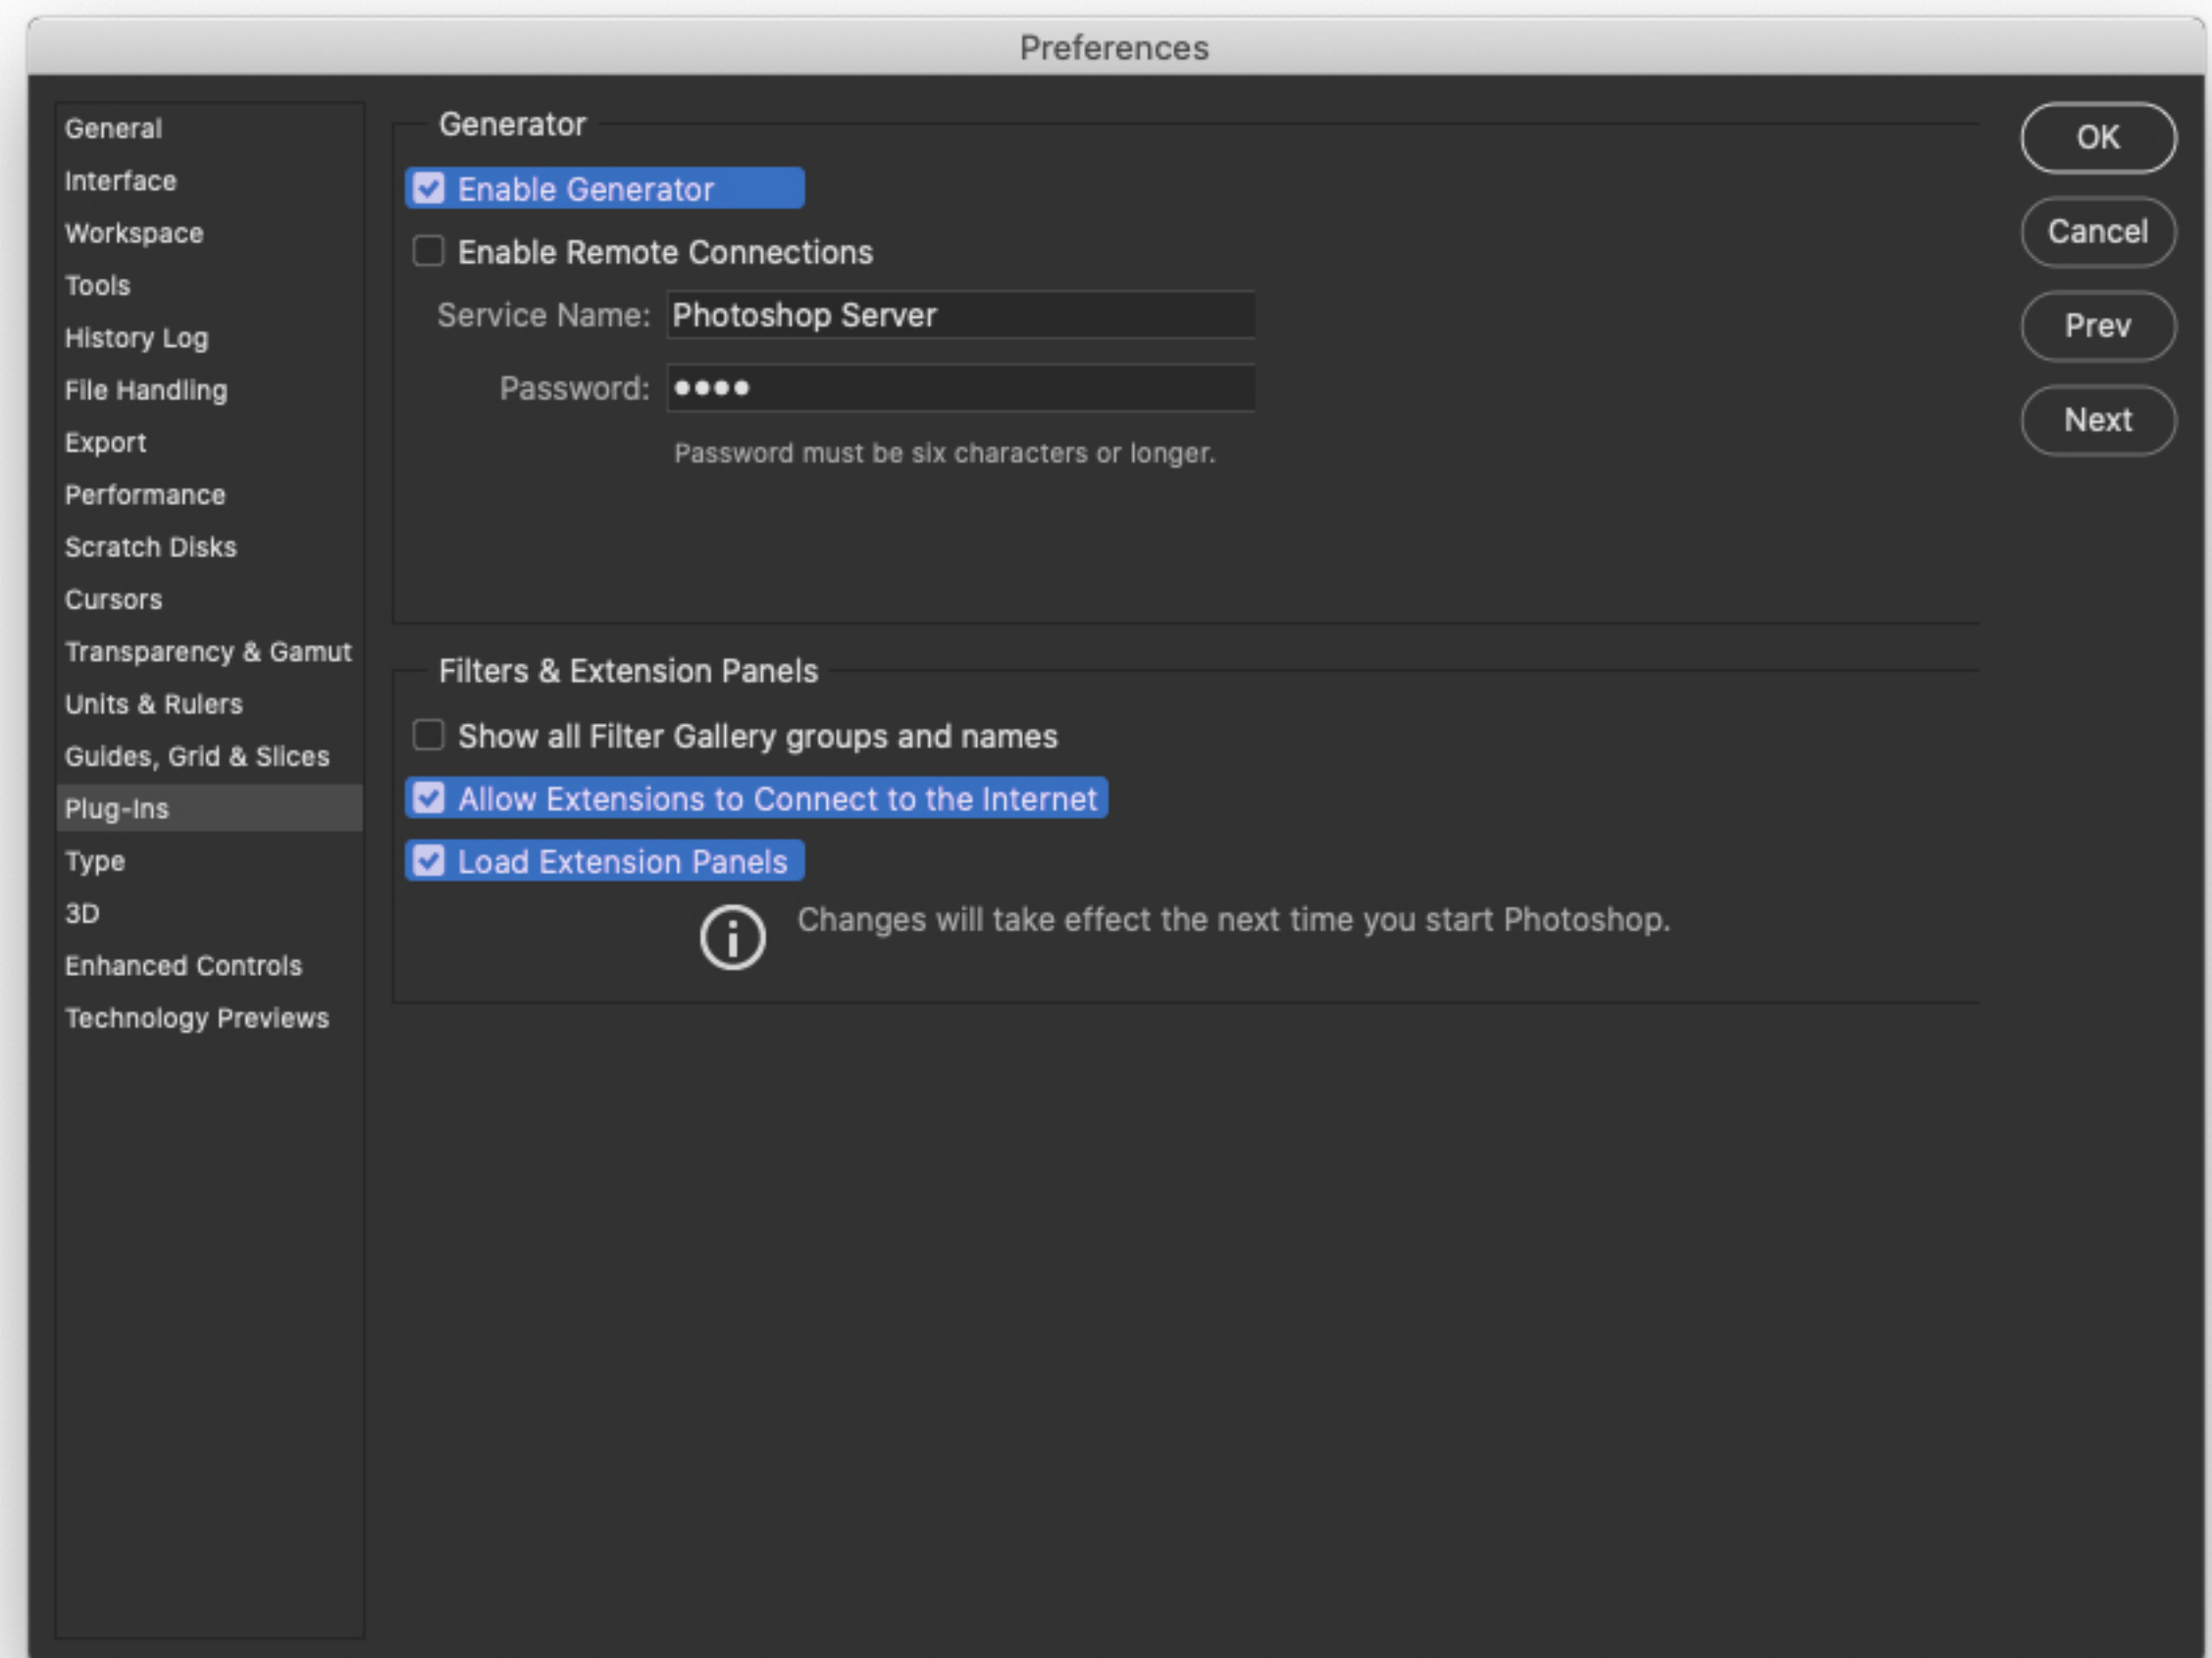 Preferences
General
Interface
Workspace
Tools
History Log
File Handling
Export
Performance
Scratch Disks
Cursors
Transparency & Gamut
Units & Rulers
Guides, Grid & Slices
Plug-Ins
Type
3D
Enhanced Controls
Technology Previews
Generator
Enable Generator
Enable Remote Connections
Service Name: Photoshop Server
Password: ●●●●
Password must be six characters or longer.
Filters & Extension Panels
Show all Filter Gallery groups and names
Allow Extensions to Connect to the Internet
Load Extension Panels
Changes will take effect the next time you start Photoshop.
OK
Cancel
Prev
Next